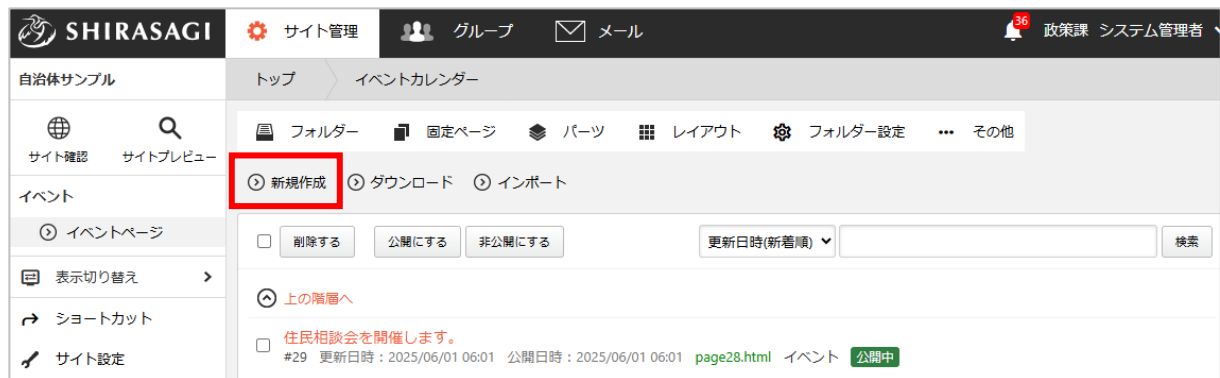 SHIRASAGI サイト管理 グループ メール 36 政策課 システム管理者
自治体サンプル トップ イベントカレンダー
フォルダー 固定ページ パーツ レイアウト フォルダー設定 ••• その他
サイト確認 サイトプレビュー
新規作成 ダウンロード インポート
イベント
イベントページ
削除する 公開にする 非公開にする 更新日時(新着順) 検索
表示切り替え
上の階層へ
ショートカット
住民相談会を開催します。
#29 更新日時:2025/06/01 06:01 公開日時:2025/06/01 06:01 page28.html イベント 公開中
サイト設定